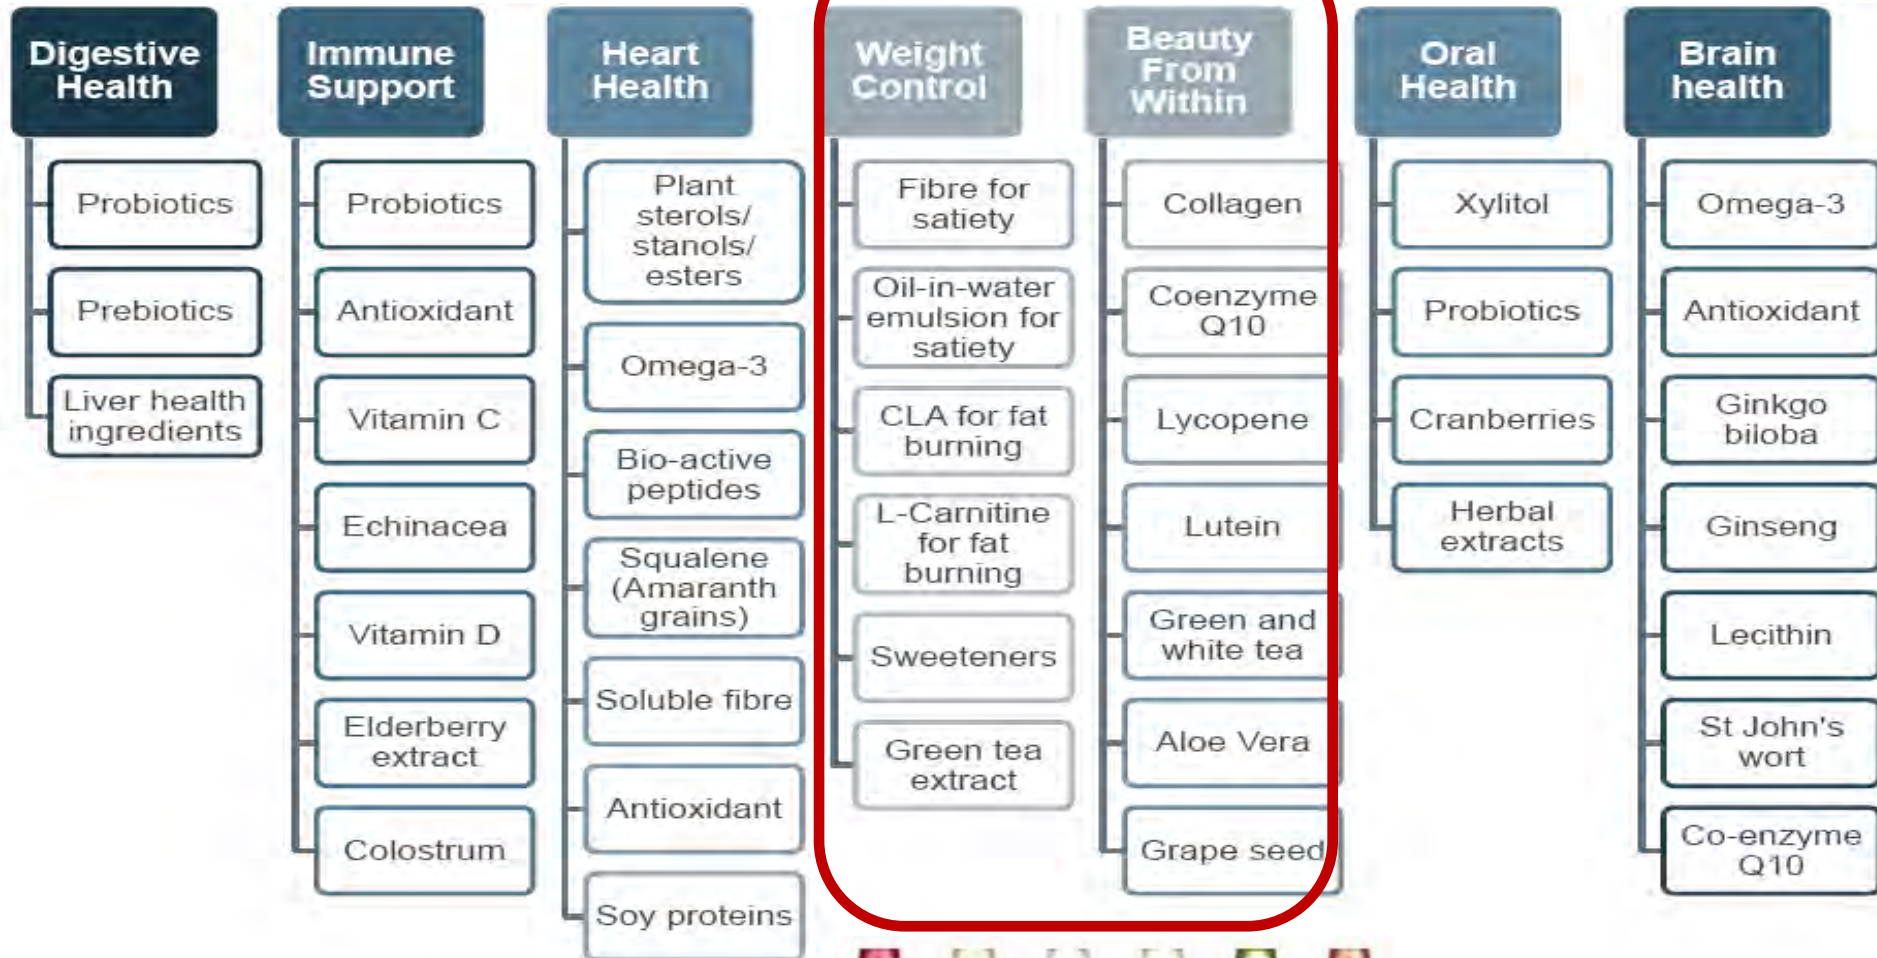 Digestive
Health
Probiotics
Prebiotics
Liver health
ingredients
Immune
Support
Probiotics
Antioxidant
Vitamin C
Echinacea
Vitamin D
Elderberry
extract
Colostrum
Heart
Health
Plant
sterols/
stanols/
esters
Omega-3
Bio-active
peptides
Squalene
(Amaranth
grains)
Soluble fibre
Antioxidant
Soy proteins
Weight
Control
Fibre for
satiety
Oil-in-water
emulsion for
satiety
CLA for fat
burning
L-Carnitine
for fat
burning
Sweeteners
Green tea
extract
Beauty
From
Within
Collagen
Coenzyme
Q10
Lycopene
Lutein
Green and
white tea
Aloe Vera
Grape seed
Oral
Health
Xylitol
Probiotics
Cranberries
Herbal
extracts
Brain
health
Omega-3
Antioxidant
Ginkgo
biloba
Ginseng
Lecithin
St John's
wort
Co-enzyme
Q10